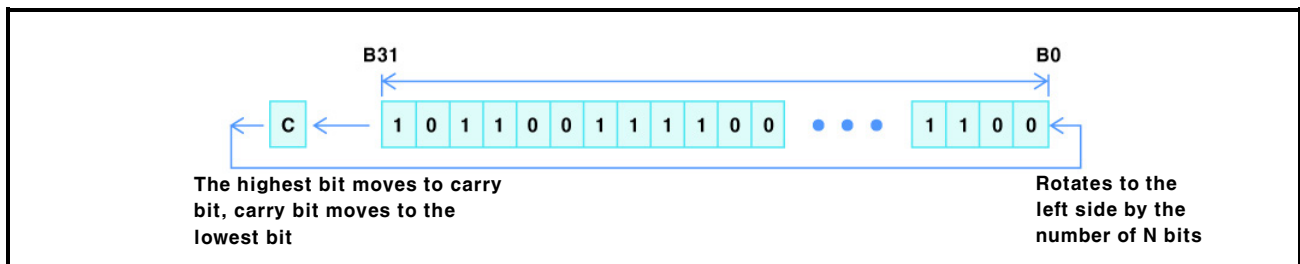 B31 B0
C 1 0 1 1 0 0 1 1 1 1 0 0 1 1 0 0
The highest bit moves to carry
bit, carry bit moves to the
lowest bit
Rotates to the
left side by the
number of N bits